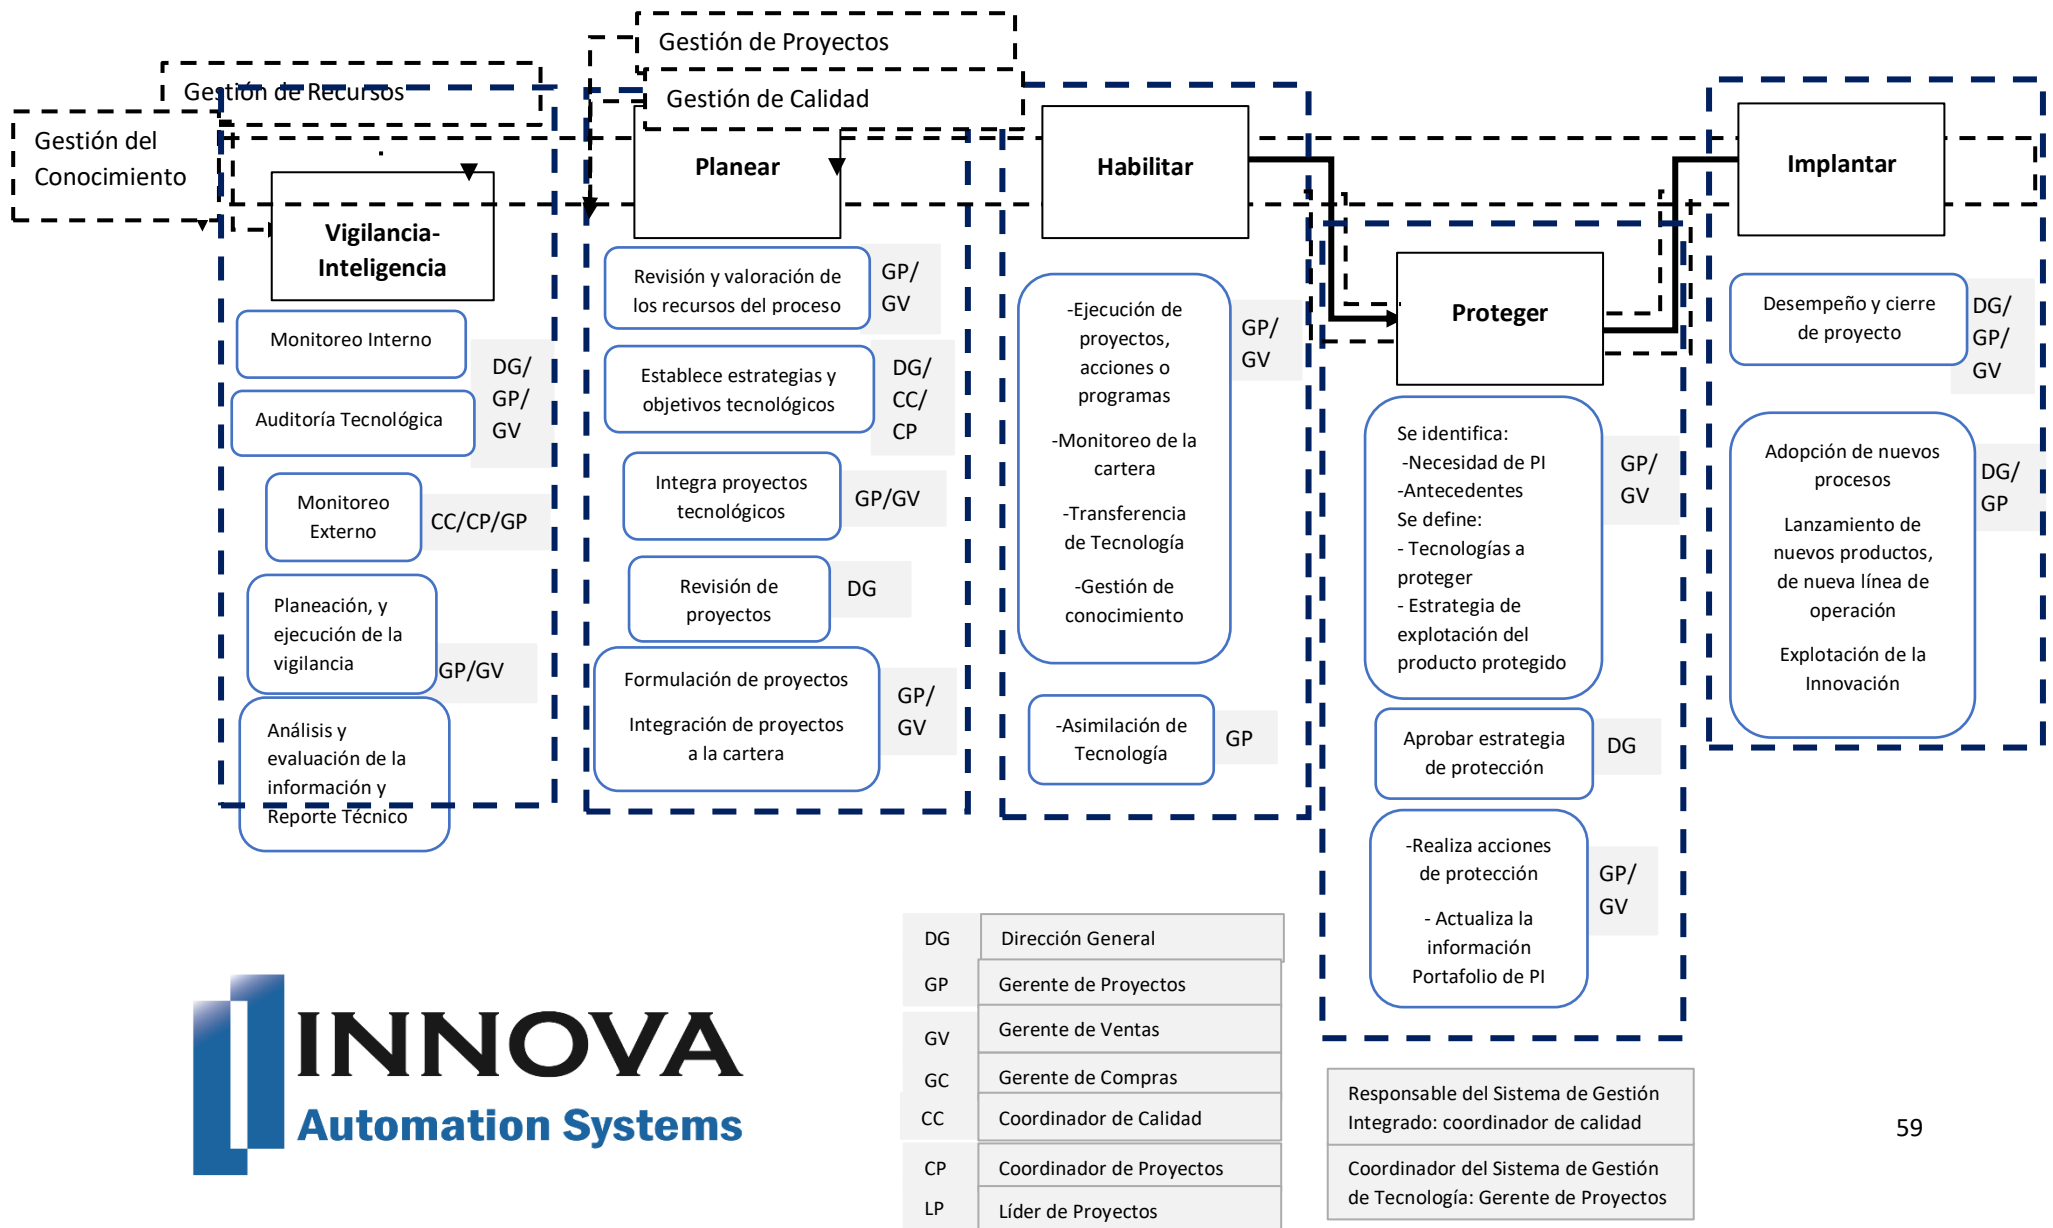 Gestión de Proyectos
Gestión de Calidad
Gestión de Recursos
.
Gestión del
Conocimiento
Vigilancia-
Inteligencia
Monitoreo Interno
Auditoría Tecnológica
DG/
GP/
GV
Monitoreo
Externo
CC/CP/GP
Planeación, y
ejecución de la
vigilancia
GP/GV
Análisis y
evaluación de la
información y
Reporte Técnico
Planear
Revisión y valoración de
los recursos del proceso
GP/
GV
Establece estrategias y
objetivos tecnológicos
DG/
CC/
CP
Integra proyectos
tecnológicos
GP/GV
Revisión de
proyectos
DG
Formulación de proyectos
Integración de proyectos
a la cartera
GP/
GV
Habilitar
-Ejecución de
proyectos,
acciones o
programas
-Monitoreo de la
cartera
-Transferencia
de Tecnología
-Gestión de
conocimiento
GP/
GV
-Asimilación de
Tecnología
GP
Proteger
Se identifica:
-Necesidad de PI
-Antecedentes
Se define:
- Tecnologías a
proteger
- Estrategia de
explotación del
producto protegido
GP/
GV
Aprobar estrategia
de protección
DG
-Realiza acciones
de protección
- Actualiza la
información
Portafolio de PI
GP/
GV
Implantar
Desempeño y cierre
de proyecto
DG/
GP/
GV
Adopción de nuevos
procesos
Lanzamiento de
nuevos productos,
de nueva línea de
operación
Explotación de la
Innovación
DG/
GP
INNOVA
Automation Systems
DG Dirección General
GP Gerente de Proyectos
GV Gerente de Ventas
GC Gerente de Compras
CC Coordinador de Calidad
CP Coordinador de Proyectos
LP Líder de Proyectos
Responsable del Sistema de Gestión
Integrado: coordinador de calidad
Coordinador del Sistema de Gestión
de Tecnología: Gerente de Proyectos
59